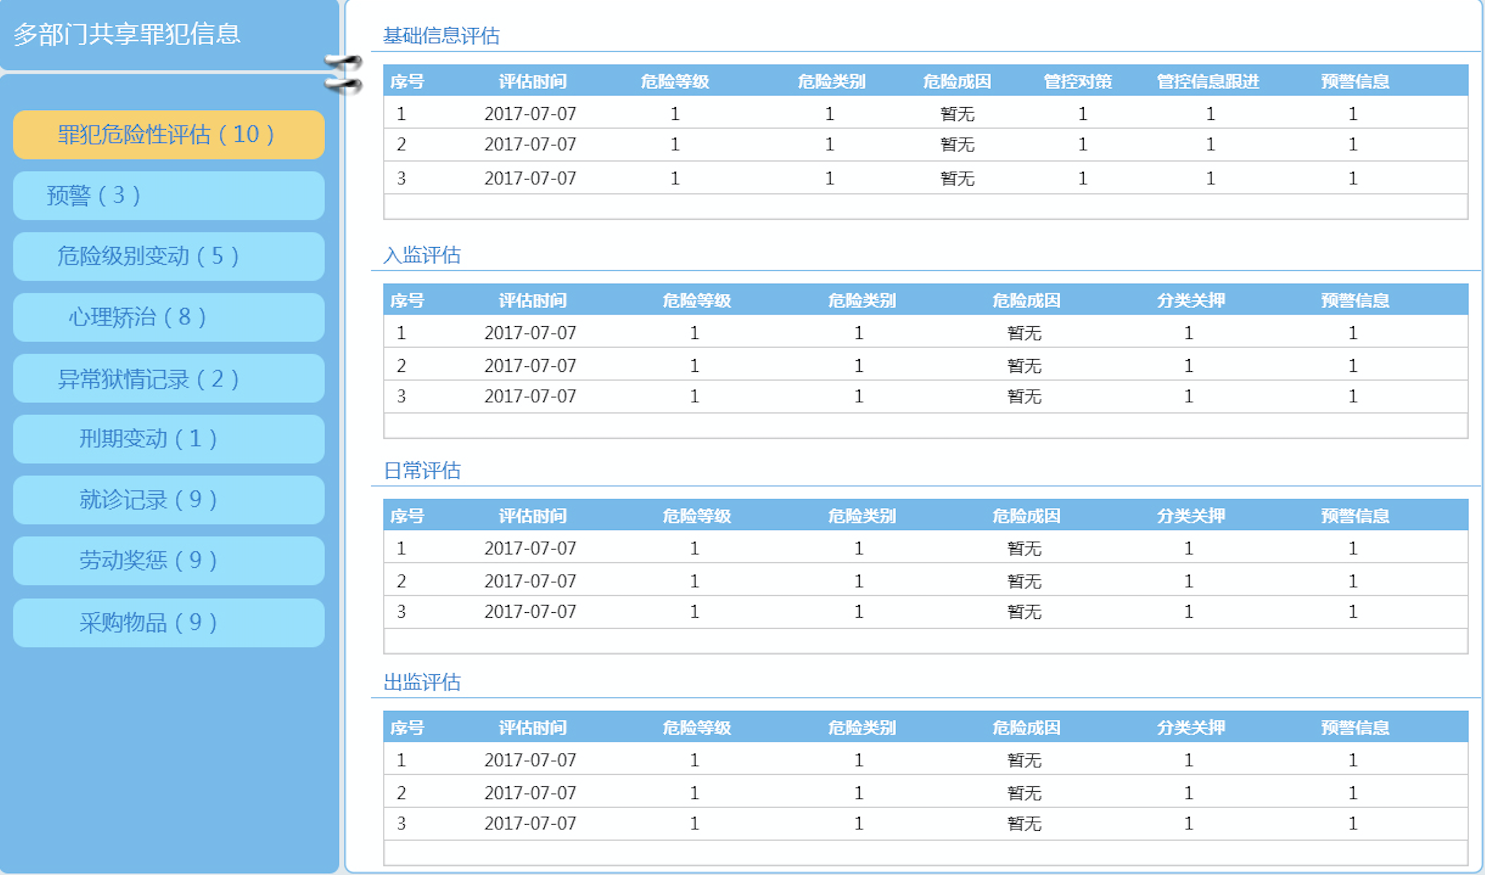 多部门共享罪犯信息
罪犯危险性评估（10）
预警（3）
危险级别变动（5）
心理矫治（8）
异常狱情记录（2）
刑期变动（1）
就诊记录（9）
劳动奖惩（9）
采购物品（9）
基础信息评估
序号 评估时间 危险等级 危险类别 危险成因 管控对策 管控信息跟进 预警信息
1 2017-07-07 1 1 暂无 1 1 1
2 2017-07-07 1 1 暂无 1 1 1
3 2017-07-07 1 1 暂无 1 1 1
入监评估
序号 评估时间 危险等级 危险类别 危险成因 分类关押 预警信息
1 2017-07-07 1 1 暂无 1 1
2 2017-07-07 1 1 暂无 1 1
3 2017-07-07 1 1 暂无 1 1
日常评估
序号 评估时间 危险等级 危险类别 危险成因 分类关押 预警信息
1 2017-07-07 1 1 暂无 1 1
2 2017-07-07 1 1 暂无 1 1
3 2017-07-07 1 1 暂无 1 1
出监评估
序号 评估时间 危险等级 危险类别 危险成因 分类关押 预警信息
1 2017-07-07 1 1 暂无 1 1
2 2017-07-07 1 1 暂无 1 1
3 2017-07-07 1 1 暂无 1 1